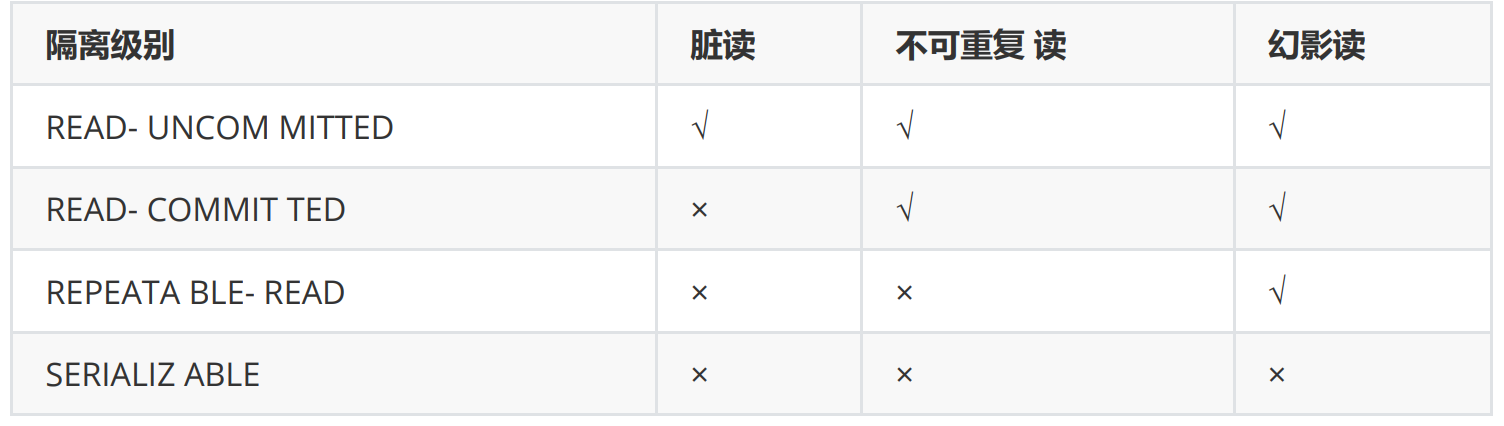 隔离级别 脏读 不可重复 读 幻影读
READ- UNCOM MITTED √ √ √
READ- COMMIT TED × √ √
REPEATA BLE- READ × × √
SERIALIZ ABLE × × ×